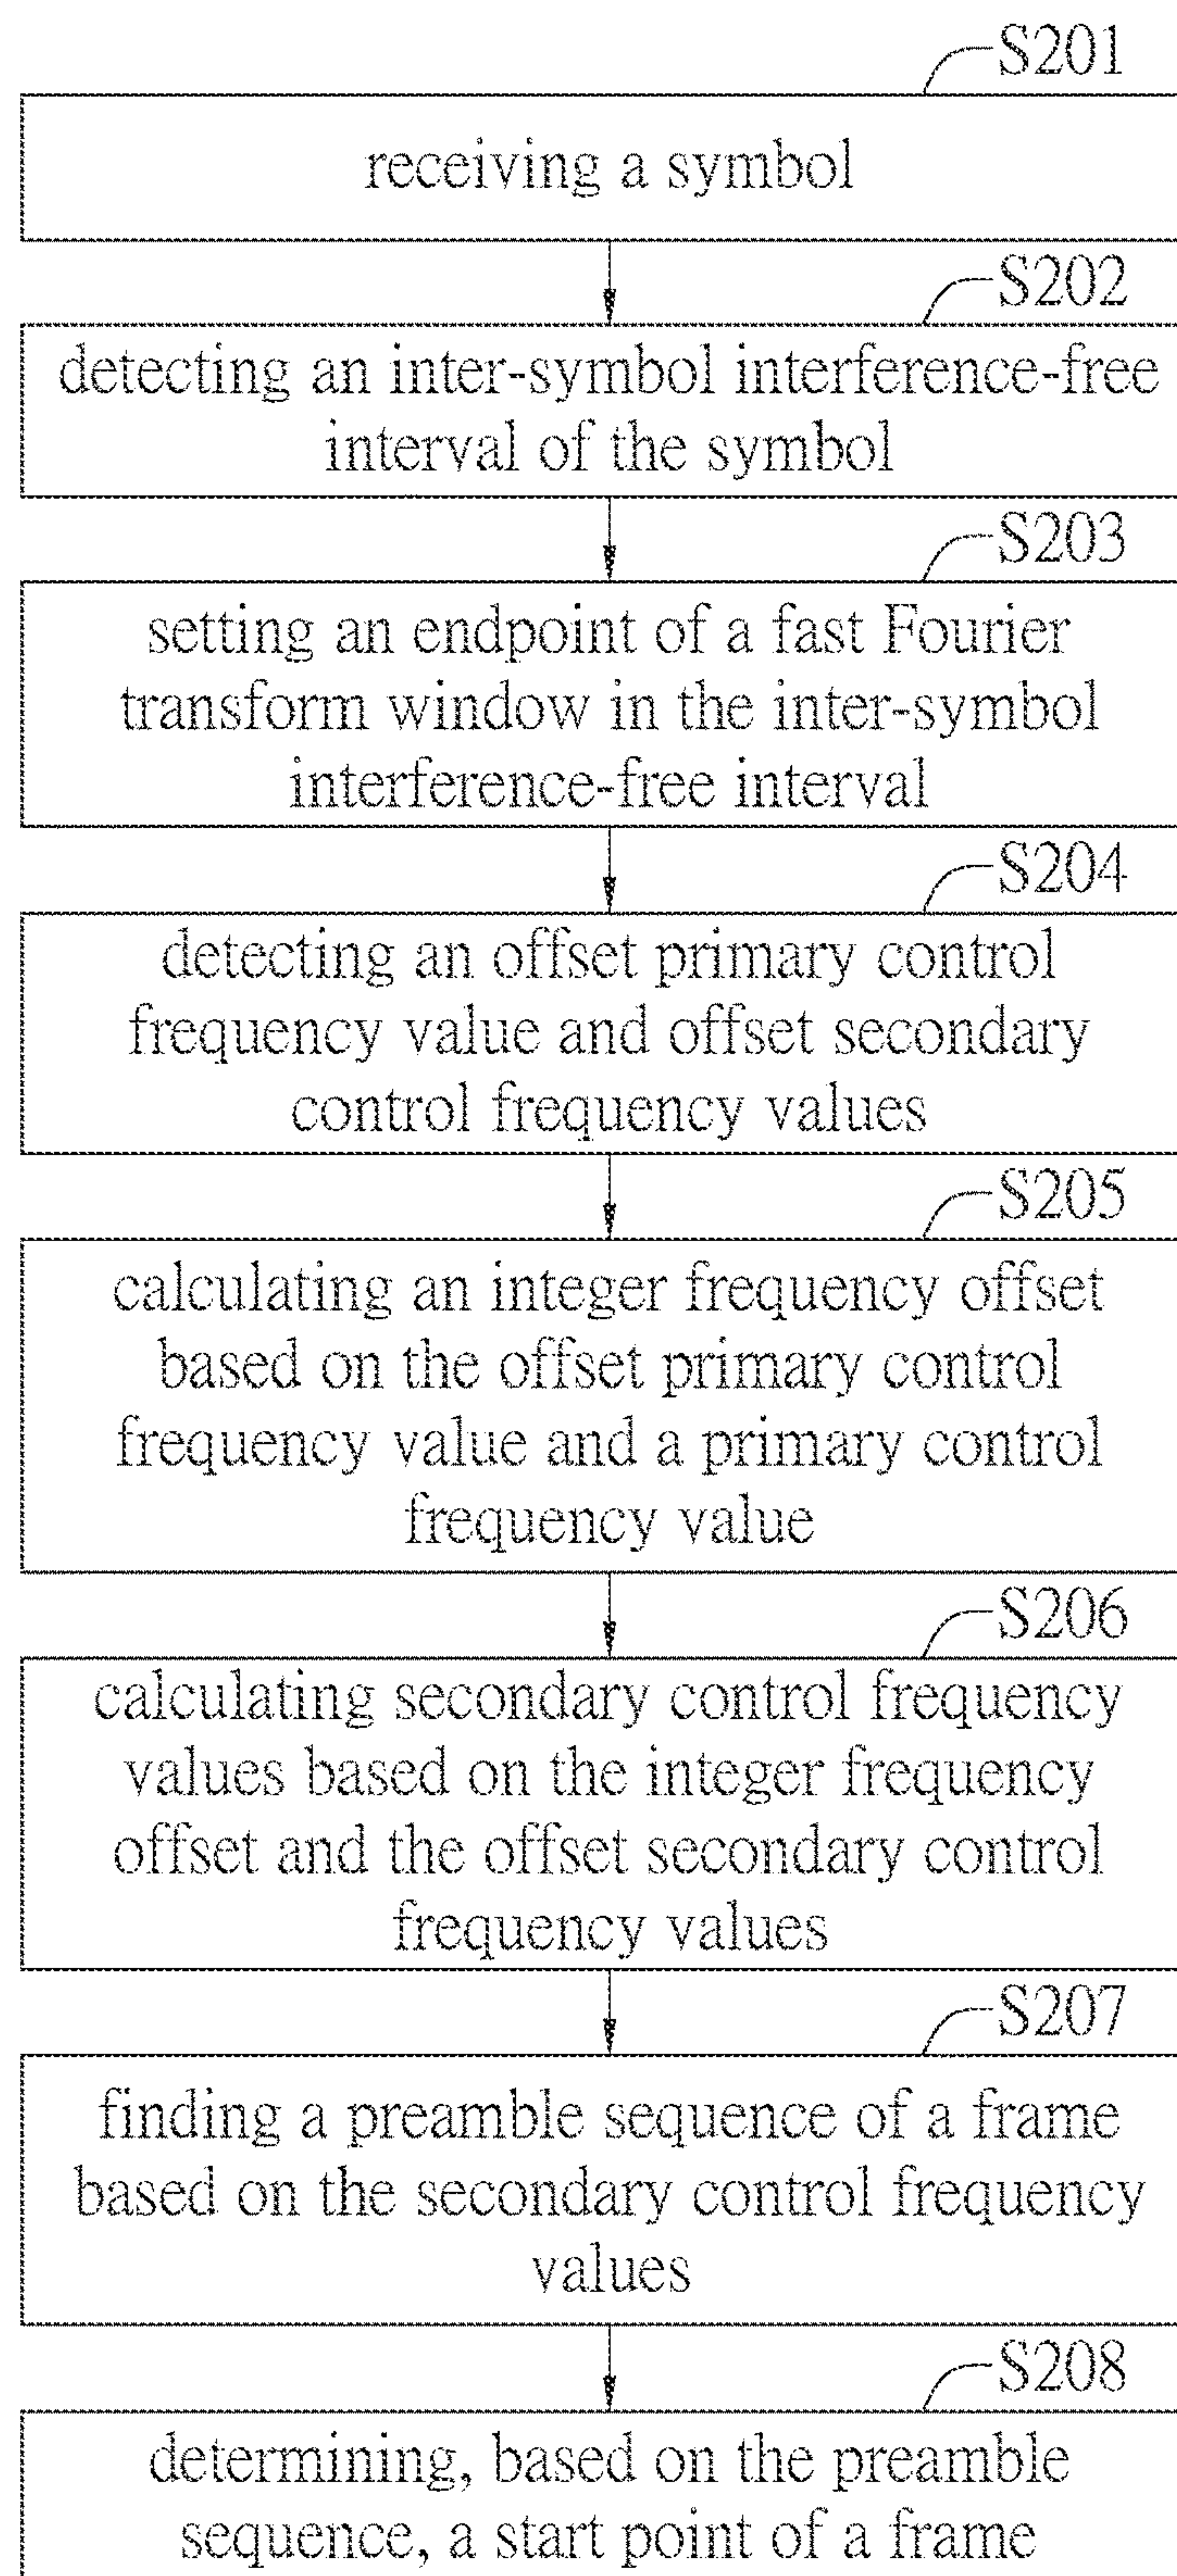 S201
receiving a symbol
S202
detecting an inter-symbol interference-free
interval of the symbol
S203
setting an endpoint of a fast Fourier
transform window in the inter-symbol
interference-free interval
S204
detecting an offset primary control
frequency value and offset secondary
control frequency values
S205
calculating an integer frequency offset
based on the offset primary control
frequency value and a primary control
frequency value
S206
calculating secondary control frequency
values based on the integer frequency
offset and the offset secondary control
frequency values
S207
finding a preamble sequence of a frame
based on the secondary control frequency
values
S208
determining, based on the preamble
sequence, a start point of a frame